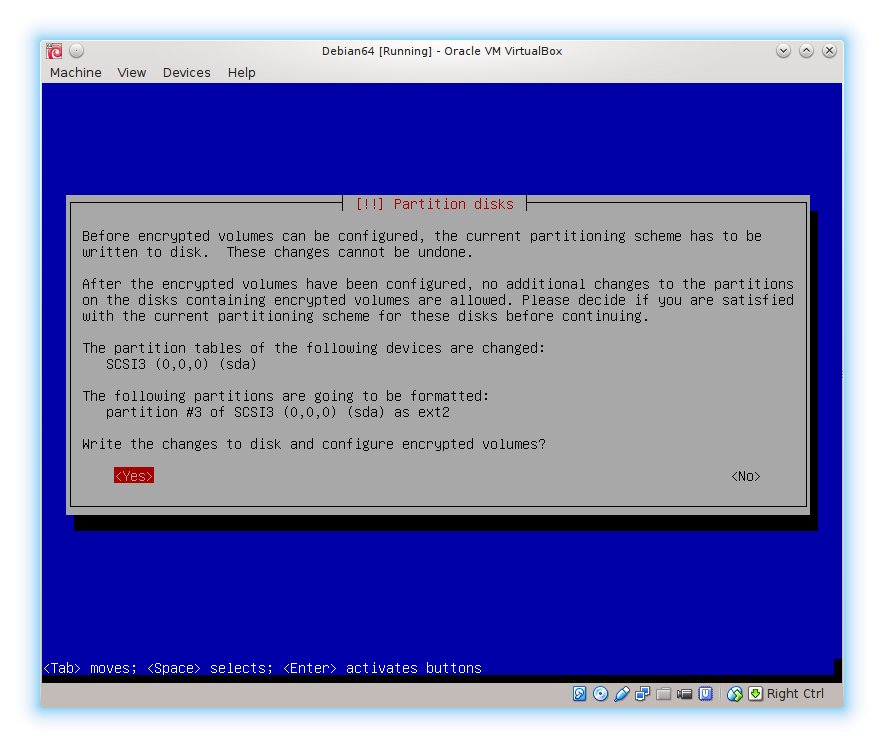 Debian64 [Running] - Oracle VM VirtualBox
Machine View Devices Help
[!!] Partition disks
Before encrypted volumes can be configured, the current partitioning scheme has to be
written to disk.  These changes cannot be undone.
After the encrypted volumes have been configured, no additional changes to the partitions
on the disks containing encrypted volumes are allowed. Please decide if you are satisfied
with the current partitioning scheme for these disks before continuing.
The partition tables of the following devices are changed:
SCSI3 (0,0,0) (sda)
The following partitions are going to be formatted:
partition #3 of SCSI3 (0,0,0) (sda) as ext2
Write the changes to disk and configure encrypted volumes?
<Yes> <No>
<Tab> moves; <Space> selects; <Enter> activates buttons
Right Ctrl